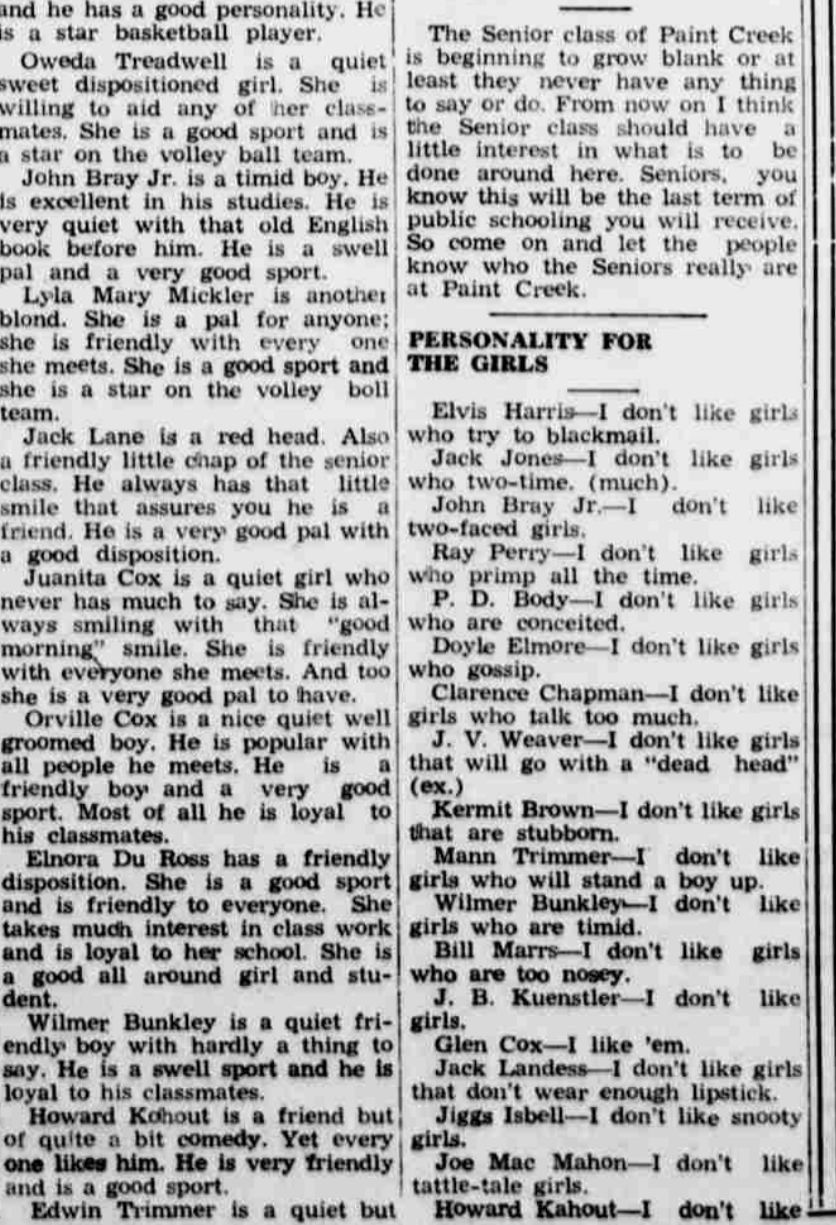 and he has a good personality. He
is a star basketball player.
Oweda Treadwell is a quiet
sweet dispositioned girl. She is
willing to aid any of her class-
mates. She is a good sport and is
a star on the volley ball team.
John Bray Jr. is a timid boy. He
is excellent in his studies. He is
very quiet with that old English
book before him. He is a swell
pal and a very good sport.
Lyla Mary Mickler is another
blond. She is a pal for anyone;
she is friendly with every one
she meets. She is a good sport and
she is a star on the volley boll
team.
Jack Lane is a red head. Also
a friendly little chap of the senior
class. He always has that little
smile that assures you he is a
friend. He is a very good pal with
a good disposition.
Juanita Cox is a quiet girl who
never has much to say. She is al-
ways smiling with that "good
morning" smile. She is friendly
with everyone she meets. And too
she is a very good pal to have.
Orville Cox is a nice quiet well
groomed boy. He is popular with
all people he meets. He is a
friendly boy and a very good
sport. Most of all he is loyal to
his classmates.
Elnora Du Ross has a friendly
disposition. She is a good sport
and is friendly to everyone. She
takes much interest in class work
and is loyal to her school. She is
a good all around girl and stu-
dent.
Wilmer Bunkley is a quiet fri-
endly boy with hardly a thing to
say. He is a swell sport and he is
loyal to his classmates.
Howard Kohout is a friend but
of quite a bit comedy. Yet every
one likes him. He is very friendly
and is a good sport.
Edwin Trimmer is a quiet but
The Senior class of Paint Creek
is beginning to grow blank or at
least they never have any thing
to say or do. From now on I think
the Senior class should have a
little interest in what is to be
done around here. Seniors, you
know this will be the last term of
public schooling you will receive.
So come on and let the people
know who the Seniors really are
at Paint Creek.
PERSONALITY FOR
THE GIRLS
Elvis Harris—I don't like girls
who try to blackmail.
Jack Jones—I don't like girls
who two-time. (much).
John Bray Jr.—I don't like
two-faced girls.
Ray Perry—I don't like girls
who primp all the time.
P. D. Body—I don't like girls
who are conceited.
Doyle Elmore—I don't like girls
who gossip.
Clarence Chapman—I don't like
girls who talk too much.
J. V. Weaver—I don't like girls
that will go with a "dead head"
(ex.)
Kermit Brown—I don't like girls
that are stubborn.
Mann Trimmer—I don't like
girls who will stand a boy up.
Wilmer Bunkley—I don't like
girls who are timid.
Bill Marrs—I don't like girls
who are too nosey.
J. B. Kuenstler—I don't like
girls.
Glen Cox—I like 'em.
Jack Landess—I don't like girls
that don't wear enough lipstick.
Jiggs Isbell—I don't like snooty
girls.
Joe Mac Mahon—I don't like
tattle-tale girls.
Howard Kahout—I don't like